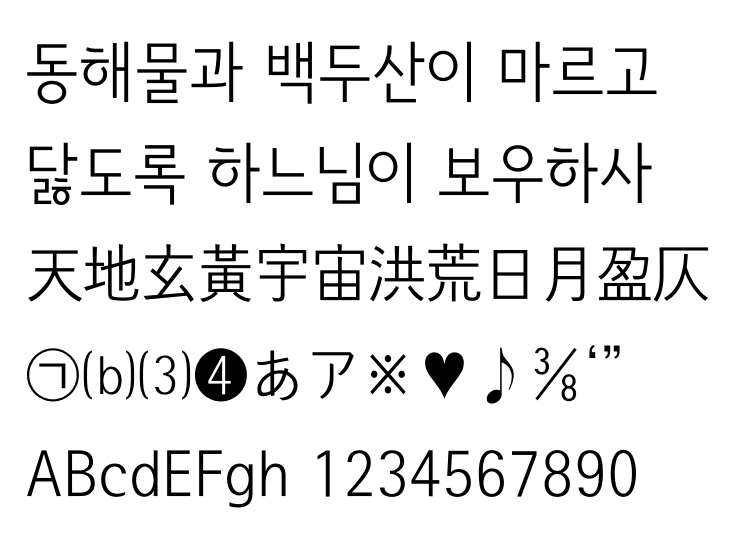 동해물과 백두산이 마르고
닳도록 하느님이 보우하사
天地玄黃宇宙洪荒日月盈仄
㉠⒝⑶❹あア※♥♪⅜‘”
ABcdEFgh 1234567890